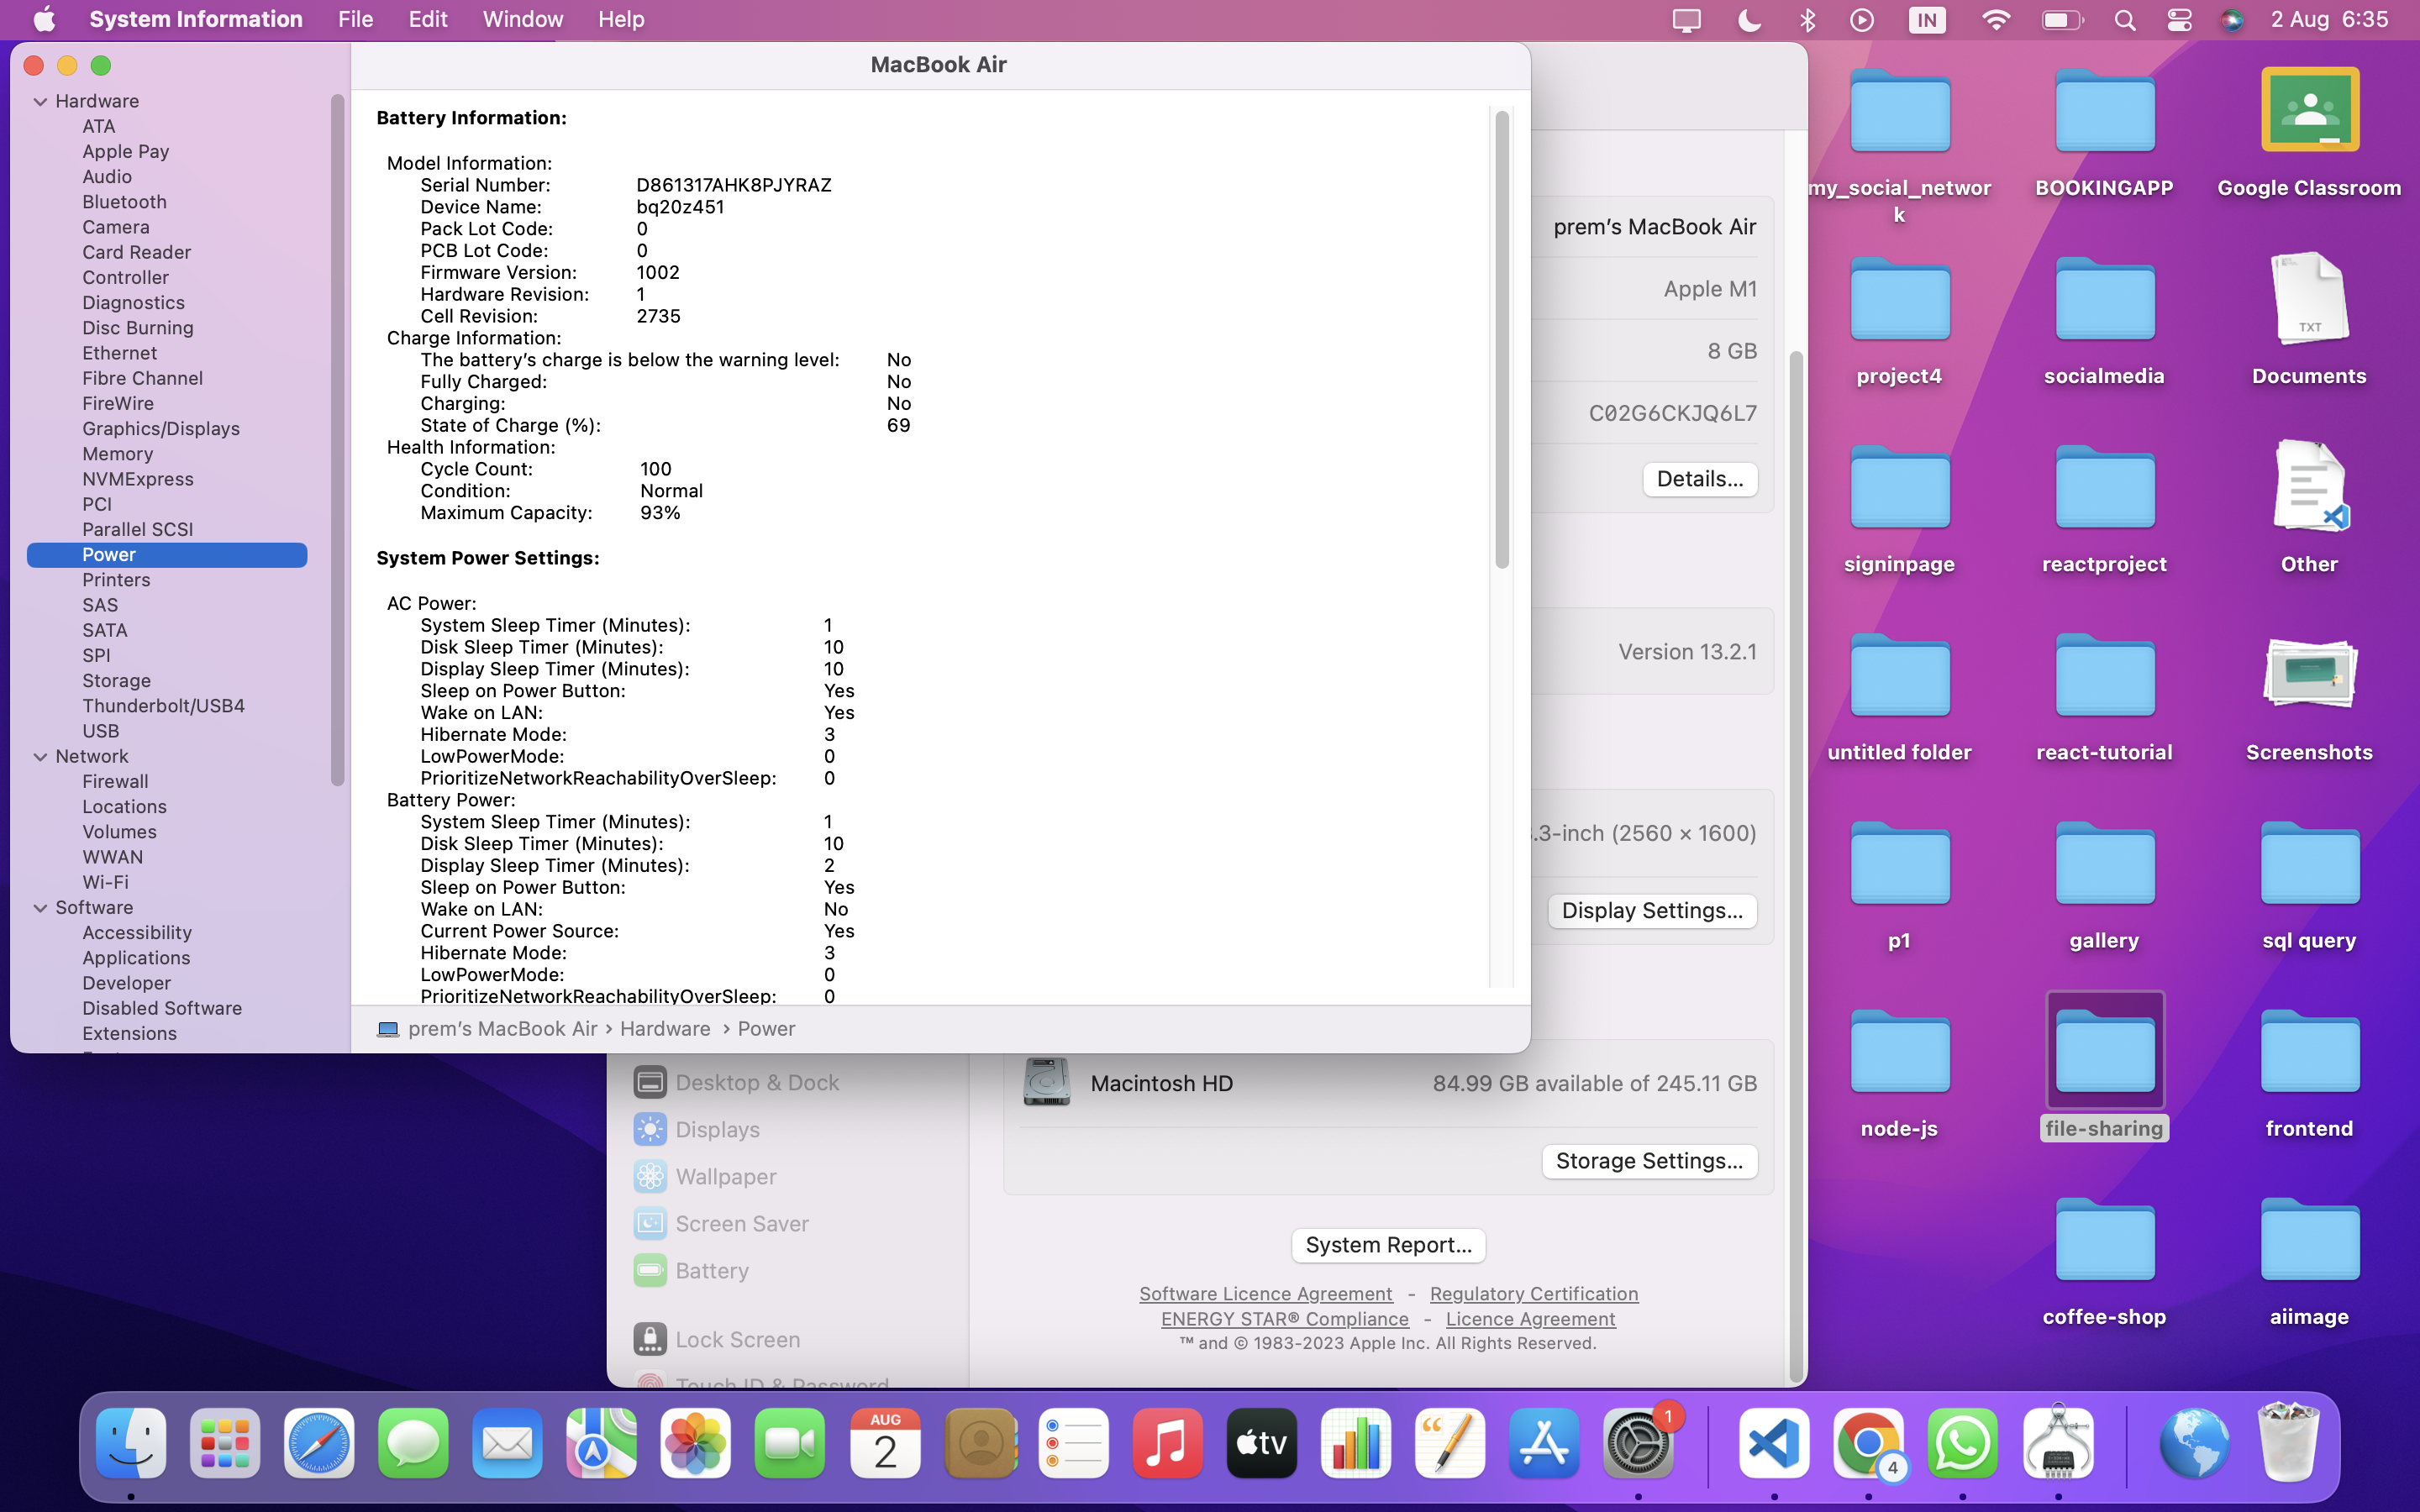 System Information File Edit Window Help
IN
2 Aug 6:35
MacBook Air
Hardware
ATA
Apple Pay
Audio
Bluetooth
Camera
Card Reader
Controller
Diagnostics
Disc Burning
Ethernet
Fibre Channel
FireWire
Graphics/Displays
Memory
NVMExpress
PCI
Parallel SCSI
Power
Printers
SAS
SATA
SPI
Storage
Thunderbolt/USB4
USB
Network
Firewall
Locations
Volumes
WWAN
Wi-Fi
Software
Accessibility
Applications
Developer
Disabled Software
Extensions
Battery Information:
Model Information:
Serial Number: D861317AHK8PJYRAZ
Device Name: bq20z451
Pack Lot Code: 0
PCB Lot Code: 0
Firmware Version: 1002
Hardware Revision: 1
Cell Revision: 2735
Charge Information:
The battery’s charge is below the warning level: No
Fully Charged: No
Charging: No
State of Charge (%): 69
Health Information:
Cycle Count: 100
Condition: Normal
Maximum Capacity: 93%
System Power Settings:
AC Power:
System Sleep Timer (Minutes): 1
Disk Sleep Timer (Minutes): 10
Display Sleep Timer (Minutes): 10
Sleep on Power Button: Yes
Wake on LAN: Yes
Hibernate Mode: 3
LowPowerMode: 0
PrioritizeNetworkReachabilityOverSleep: 0
Battery Power:
System Sleep Timer (Minutes): 1
Disk Sleep Timer (Minutes): 10
Display Sleep Timer (Minutes): 2
Sleep on Power Button: Yes
Wake on LAN: No
Current Power Source: Yes
Hibernate Mode: 3
LowPowerMode: 0
PrioritizeNetworkReachabilityOverSleep: 0
prem’s MacBook Air › Hardware › Power
prem’s MacBook Air
Apple M1
8 GB
C02G6CKJQ6L7
Details...
Version 13.2.1
.3-inch (2560 × 1600)
Display Settings...
Macintosh HD 84.99 GB available of 245.11 GB
Storage Settings...
System Report...
Software Licence Agreement - Regulatory Certification
ENERGY STAR® Compliance - Licence Agreement
™ and © 1983-2023 Apple Inc. All Rights Reserved.
Desktop & Dock
Displays
Wallpaper
Screen Saver
Battery
Lock Screen
Touch ID & Password
my_social_networ
k
BOOKINGAPP
Google Classroom
project4
socialmedia
TXT
Documents
signinpage
reactproject
Other
untitled folder
react-tutorial
Screenshots
p1
gallery
sql query
node-js
file-sharing
frontend
coffee-shop
aiimage
AUG
2
tv
1
4